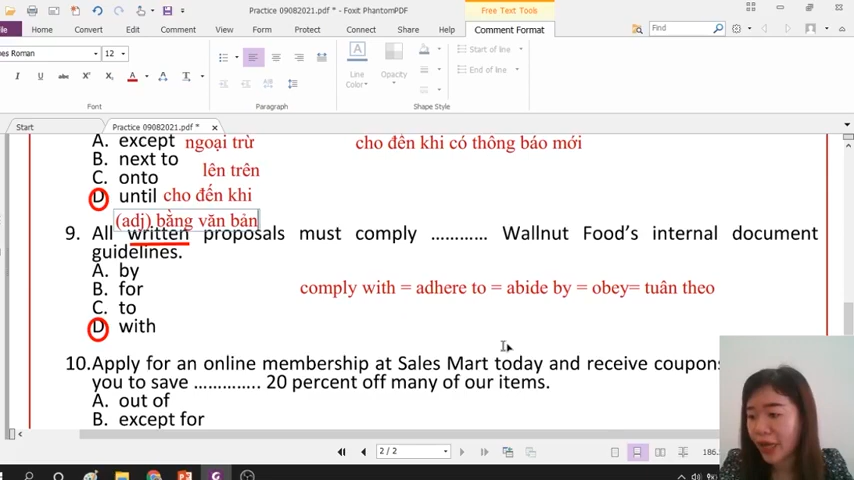 Practice 09082021.pdf * - Foxit PhantomPDF
Free Text Tools
File
Home
View
Form
Protect
Connect
Share
Help
Comment Format
Find
es Roman
12
Line Color
Opacity
Start of line
End of line
Font
Paragraph
Shape Style
Start
Practice 09082021.pdf *
A. except ngoại trừ cho đến khi có thông báo mới
B. next to
C. onto lên trên
D. until cho đến khi
(adj) bằng văn bản
9. All written proposals must comply ………… Wallnut Food's internal document
guidelines.
A. by
B. for comply with = adhere to = abide by = obey= tuân theo
C. to
D. with
10.Apply for an online membership at Sales Mart today and receive coupons
you to save ………….. 20 percent off many of our items.
A. out of
B. except for
2 / 2
186.